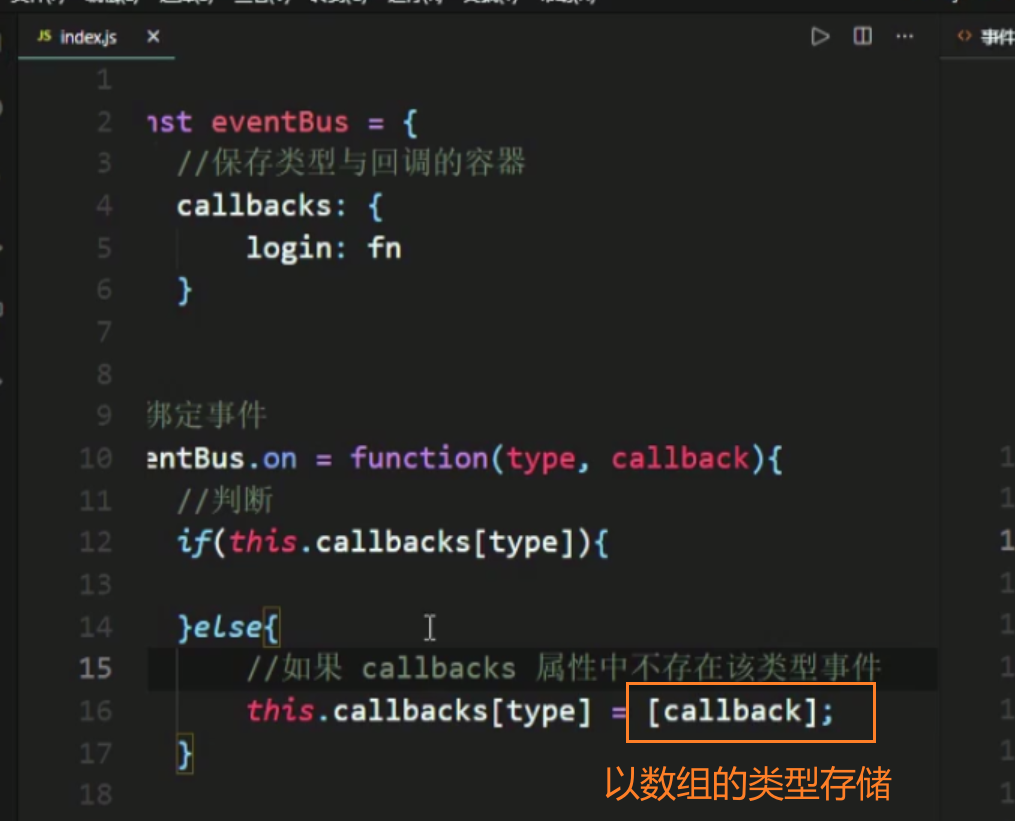 JS index.js ×
事件
1
2 nst eventBus = {
3 //保存类型与回调的容器
4 callbacks: {
5 login: fn
6 }
7
8
9 绑定事件
10 entBus.on = function(type, callback){
11 //判断
12 if(this.callbacks[type]){
13
14 }else{
15 //如果 callbacks 属性中不存在该类型事件
16 this.callbacks[type] = [callback];
17 }
18
以数组的类型存储